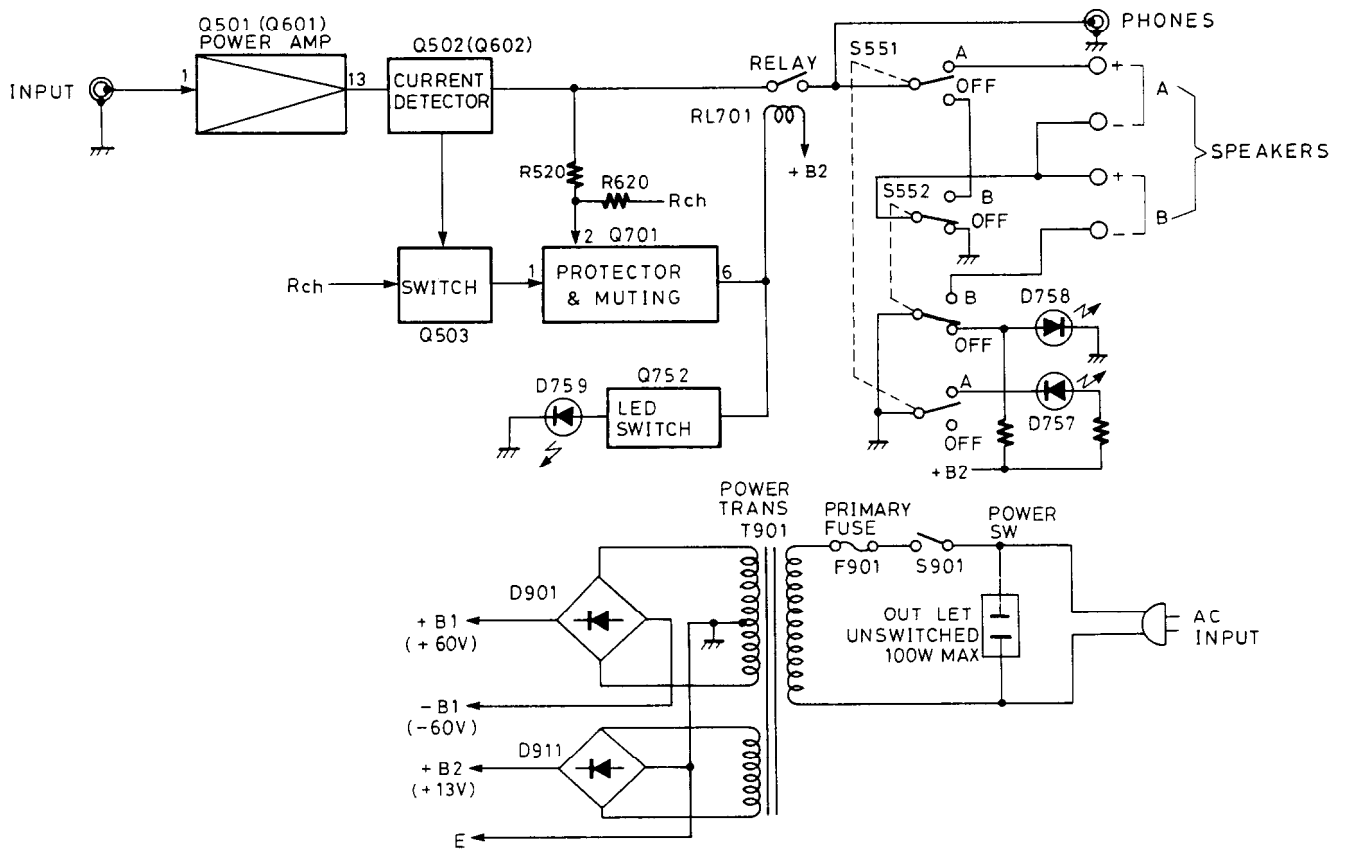 Q501 (Q601)
POWER AMP
INPUT
1
13
Q502 (Q602)
CURRENT
DETECTOR
RELAY
RL701
+B2
PHONES
S551
A
OFF
+
-
A
SPEAKERS
+
-
B
S552
B
OFF
R520
R620
Rch
2
Q701
Rch
SWITCH
Q503
1
PROTECTOR
& MUTING
6
B
OFF
D758
A
OFF
D757
+B2
D759
Q752
LED
SWITCH
POWER
TRANS
T901
PRIMARY
FUSE
F901
POWER
SW
S901
OUT LET
UNSWITCHED
100W MAX
AC
INPUT
D901
+B1
(+60V)
-B1
(-60V)
D911
+B2
(+13V)
E